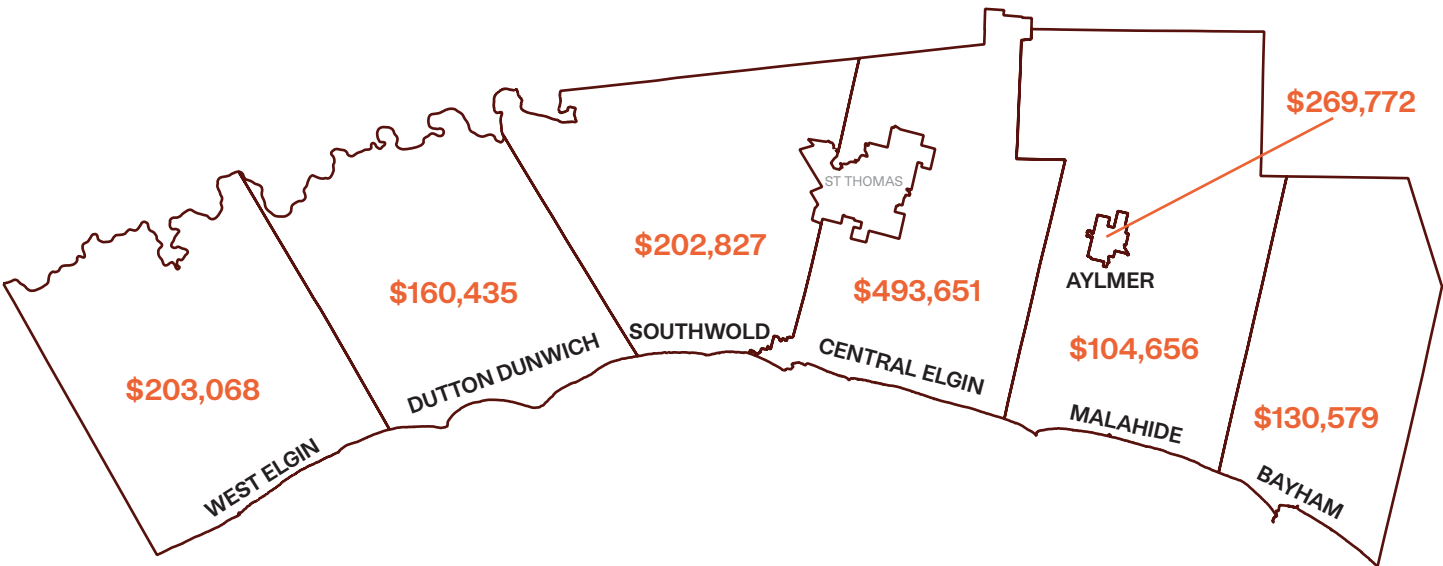 $269,772
ST THOMAS
$202,827
AYLMER
$160,435
$493,651
SOUTHWOLD
$104,656
DUTTON DUNWICH
CENTRAL ELGIN
$203,068
MALAHIDE
$130,579
WEST ELGIN
BAYHAM